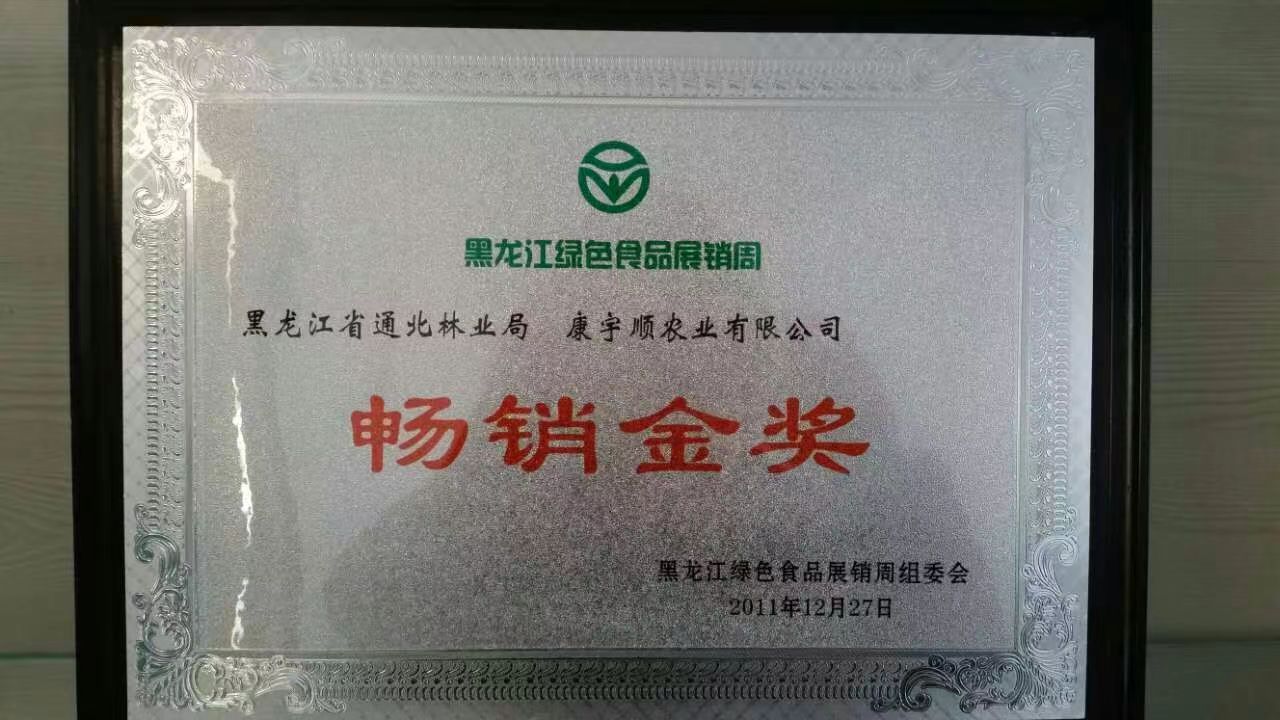 黑龙江绿色食品展销周
黑龙江省通北林业局 康宇顺农业有限公司
畅销金奖
黑龙江绿色食品展销周组委会
2011年12月27日